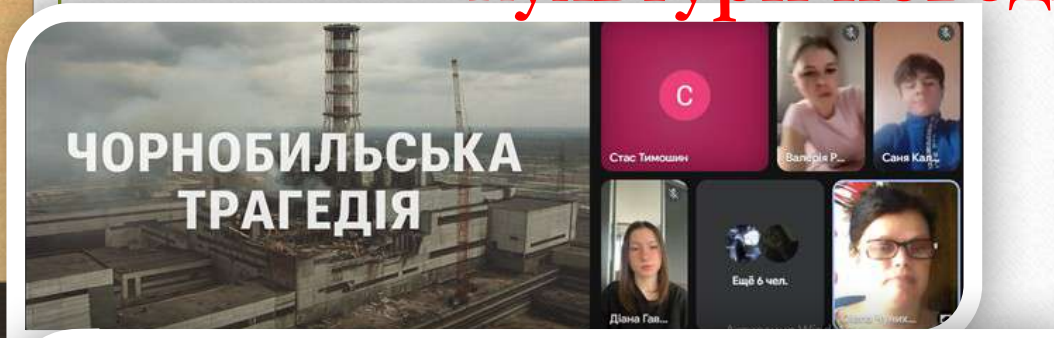 ЧОРНОБИЛЬСЬКА
ТРАГЕДІЯ
С
Стас Тимошин
Валерія Р...
Саня Кал...
Діана Гав...
Ещё 6 чел.